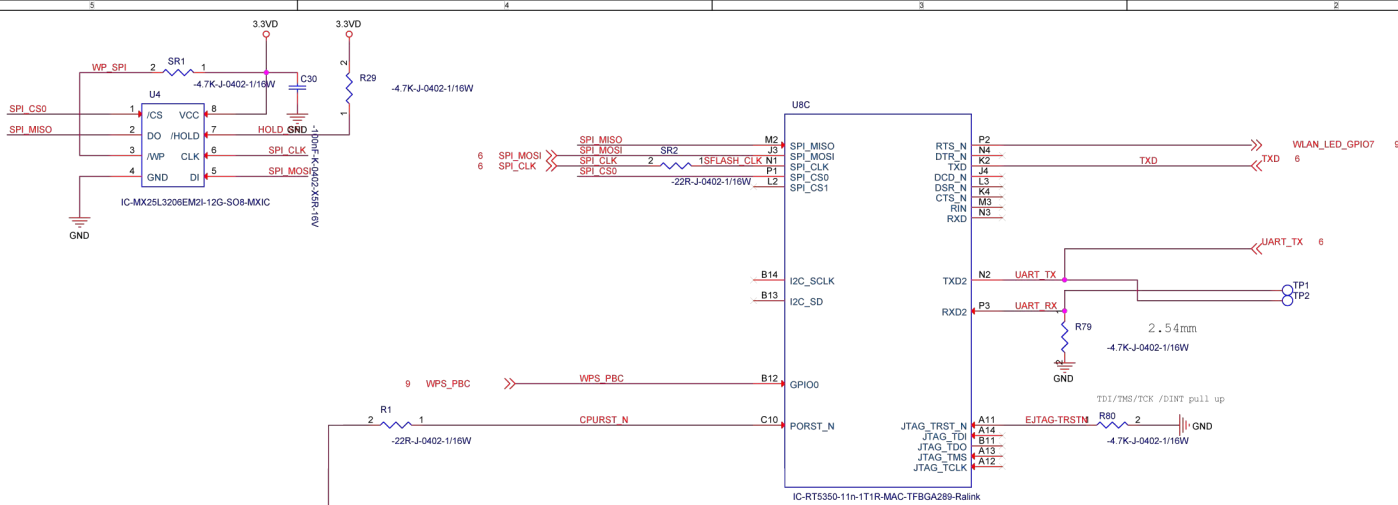 5
4
3
2
3.3VD
3.3VD
WP_SPI
2
SR1
1
-4.7K-J-0402-1/16W
C30
2
R29
1
-4.7K-J-0402-1/16W
U4
SPI_CS0
1
/CS
VCC
8
SPI_MISO
2
DO
/HOLD
7
HOLD
GND
3
/WP
CLK
6
SPI_CLK
4
GND
DI
5
SPI_MOSI
-100nF-K-0402-X5R-16V
IC-MX25L3206EM2I-12G-SO8-MXIC
GND
U8C
SPI_MISO
M2
SPI_MISO
6
SPI_MOSI
SPI_MOSI
J3
SPI_MOSI
6
SPI_CLK
SPI_CLK
2
SR2
1
SFLASH_CLK
N1
SPI_CLK
SPI_CS0
P1
SPI_CS0
-22R-J-0402-1/16W
L2
SPI_CS1
RTS_N
P2
WLAN_LED_GPIO7
9
DTR_N
N4
TXD
K2
TXD
TXD
6
DCD_N
J4
DSR_N
L3
CTS_N
K4
RIN
M3
RXD
N3
UART_TX
6
B14
I2C_SCLK
TXD2
N2
UART_TX
TP1
TP2
B13
I2C_SD
RXD2
P3
UART_RX
1
R79
2.54mm
-4.7K-J-0402-1/16W
2
GND
9
WPS_PBC
WPS_PBC
B12
GPIO0
TDI/TMS/TCK /DINT pull up
R1
2
1
CPURST_N
C10
PORST_N
-22R-J-0402-1/16W
JTAG_TRST_N
A11
EJTAG-TRSTN
1
R80
2
GND
-4.7K-J-0402-1/16W
JTAG_TDI
A14
JTAG_TDO
B11
JTAG_TMS
A13
JTAG_TCLK
A12
IC-RT5350-11n-1T1R-MAC-TFBGA289-Ralink